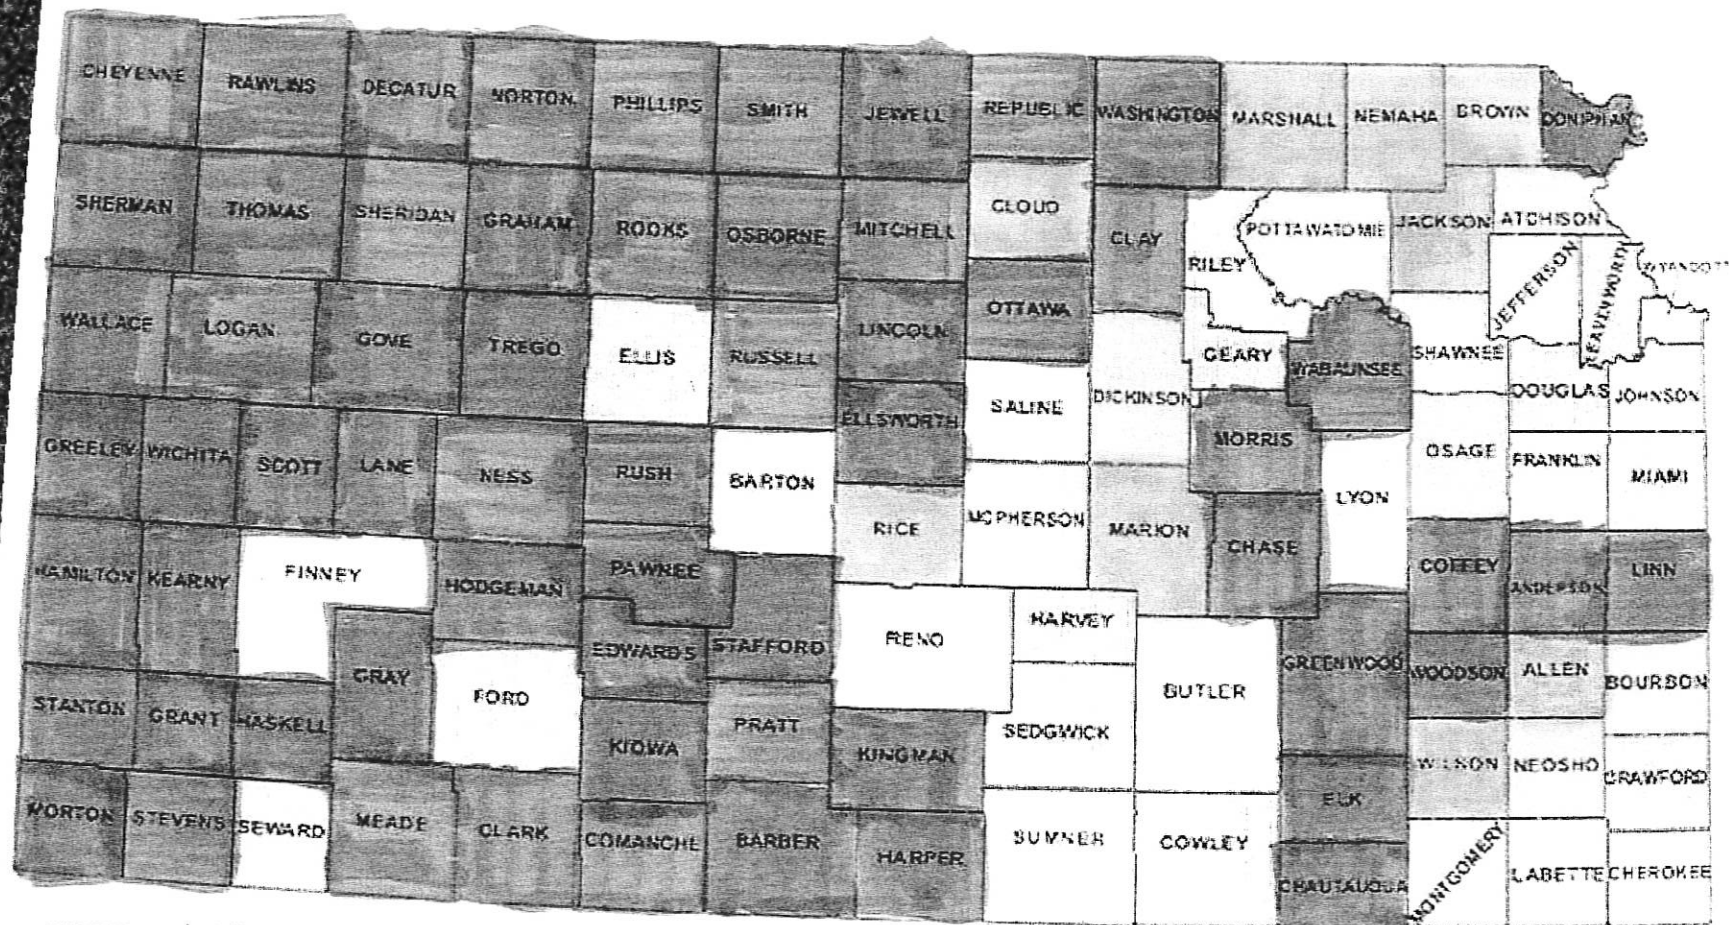 CHEYENNE
RAWLINS
DECATUR
NORTON
PHILLIPS
SMITH
JEWELL
REPUBLIC
WASHINGTON
MARSHALL
NEMAHA
BROWN
DONIPHAN
SHERMAN
THOMAS
SHERIDAN
GRAHAM
ROOKS
OSBORNE
MITCHELL
CLOUD
CLAY
RILEY
POTTAWATOMIE
JACKSON
ATCHISON
JEFFERSON
LEAVENWORTH
WYANDOTT
WALLACE
LOGAN
GOVE
TREGO
ELLIS
RUSSELL
LINCOLN
OTTAWA
DICKINSON
GEARY
WABAUNSEE
SHAWNEE
DOUGLAS
JOHNSON
ELLSWORTH
SALINE
MORRIS
OSAGE
FRANKLIN
MIAMI
GREELEY
WICHITA
SCOTT
LANE
NESS
RUSH
BARTON
RICE
MCPHERSON
MARION
CHASE
LYON
COFFEY
ANDERSON
LINN
HAMILTON
KEARNY
FINNEY
HODGEMAN
PAWNEE
EDWARDS
STAFFORD
RENO
HARVEY
BUTLER
GREENWOOD
WOODSON
ALLEN
BOURBON
STANTON
GRANT
HASKELL
GRAY
FORD
KIOWA
PRATT
KINGMAN
SEDGWICK
ELK
WILSON
NEOSHO
CRAWFORD
MORTON
STEVENS
SEWARD
MEADE
CLARK
COMANCHE
BARBER
HARPER
SUMNER
COWLEY
CHAUTAUQUA
MONTGOMERY
LABETTE
CHEROKEE